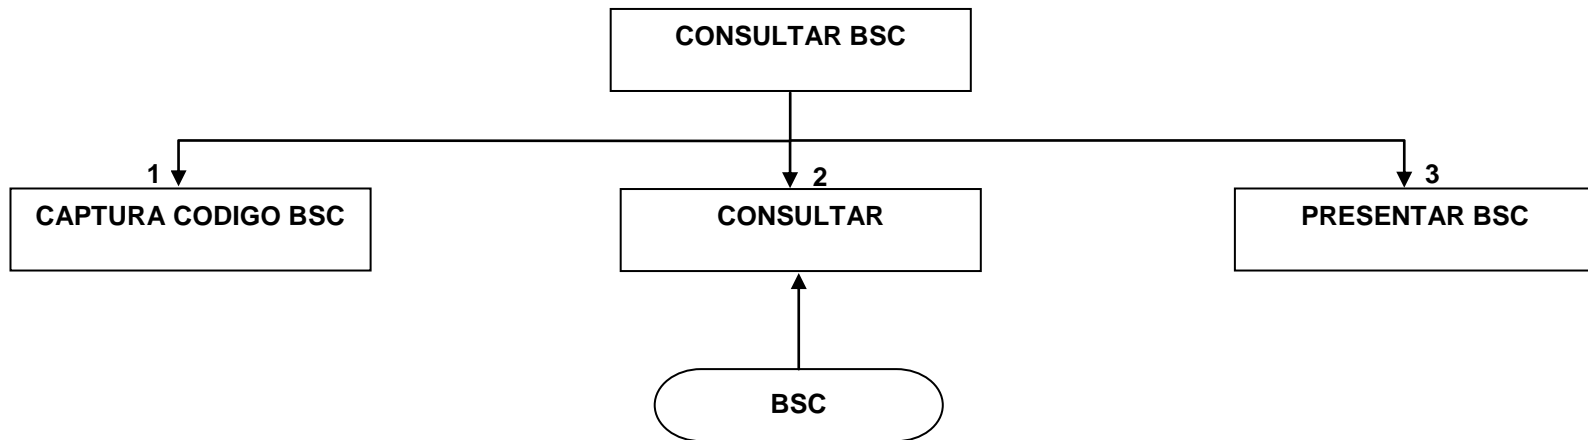 CONSULTAR BSC
1
2
3
CAPTURA CODIGO BSC
CONSULTAR
PRESENTAR BSC
BSC